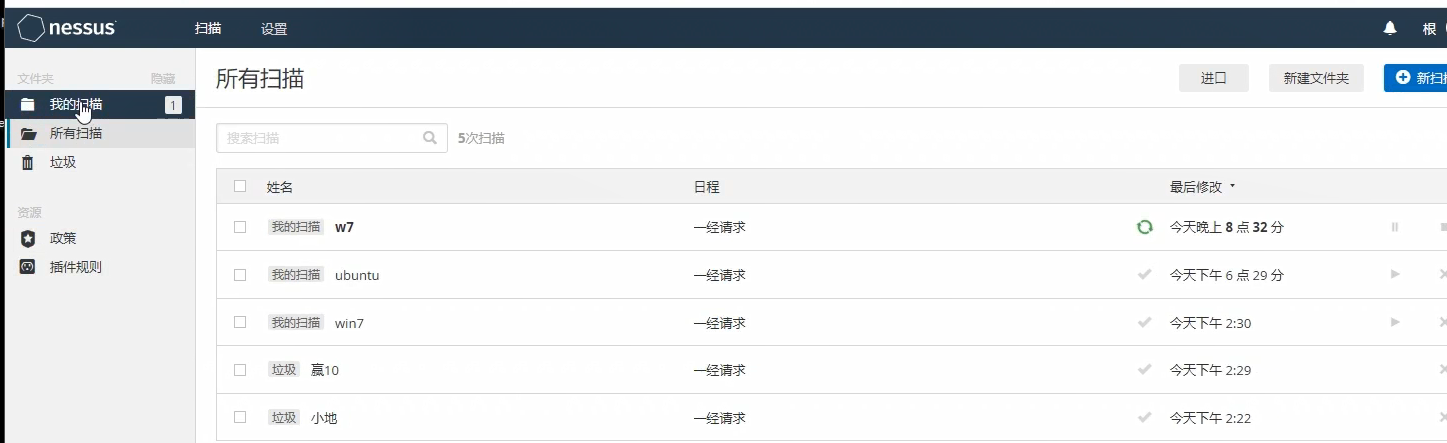 nessus 扫描 设置 根
文件夹 隐藏
我的扫描 1
所有扫描
垃圾
资源
政策
插件规则
所有扫描 进口 新建文件夹 新扫
搜索扫描 5次扫描
姓名 日程 最后修改
我的扫描 w7 一经请求 今天晚上 8 点 32 分
我的扫描 ubuntu 一经请求 今天下午 6 点 29 分
我的扫描 win7 一经请求 今天下午 2:30
垃圾 赢10 一经请求 今天下午 2:29
垃圾 小地 一经请求 今天下午 2:22